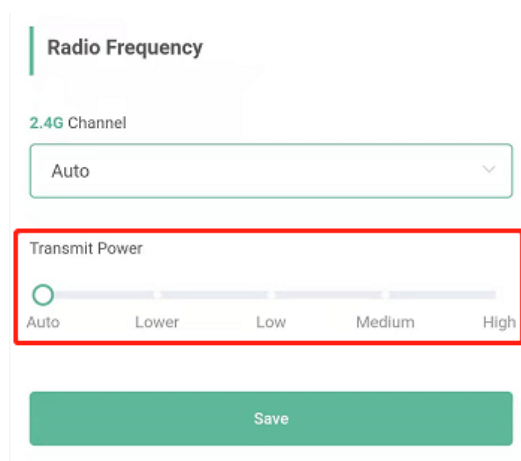 Radio Frequency
2.4G Channel
Auto
Transmit Power
Auto Lower Low Medium High
Save